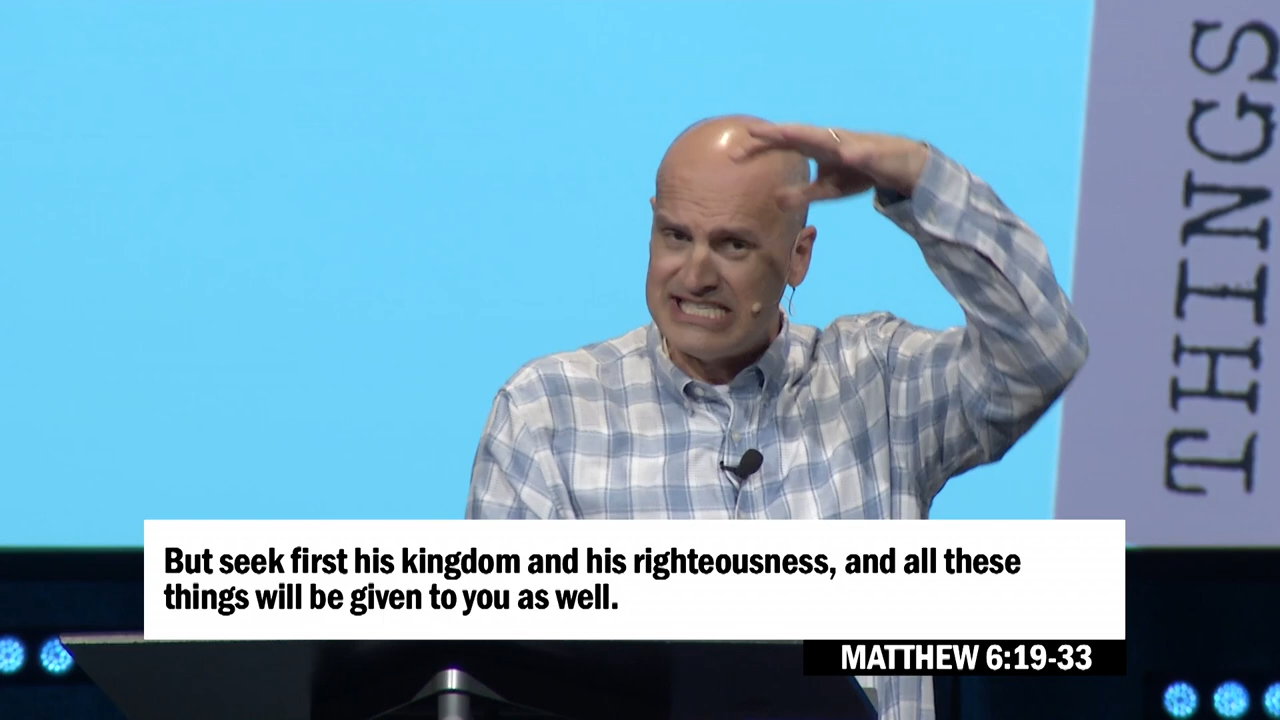 THINGS
But seek first his kingdom and his righteousness, and all these
things will be given to you as well.
MATTHEW 6:19-33